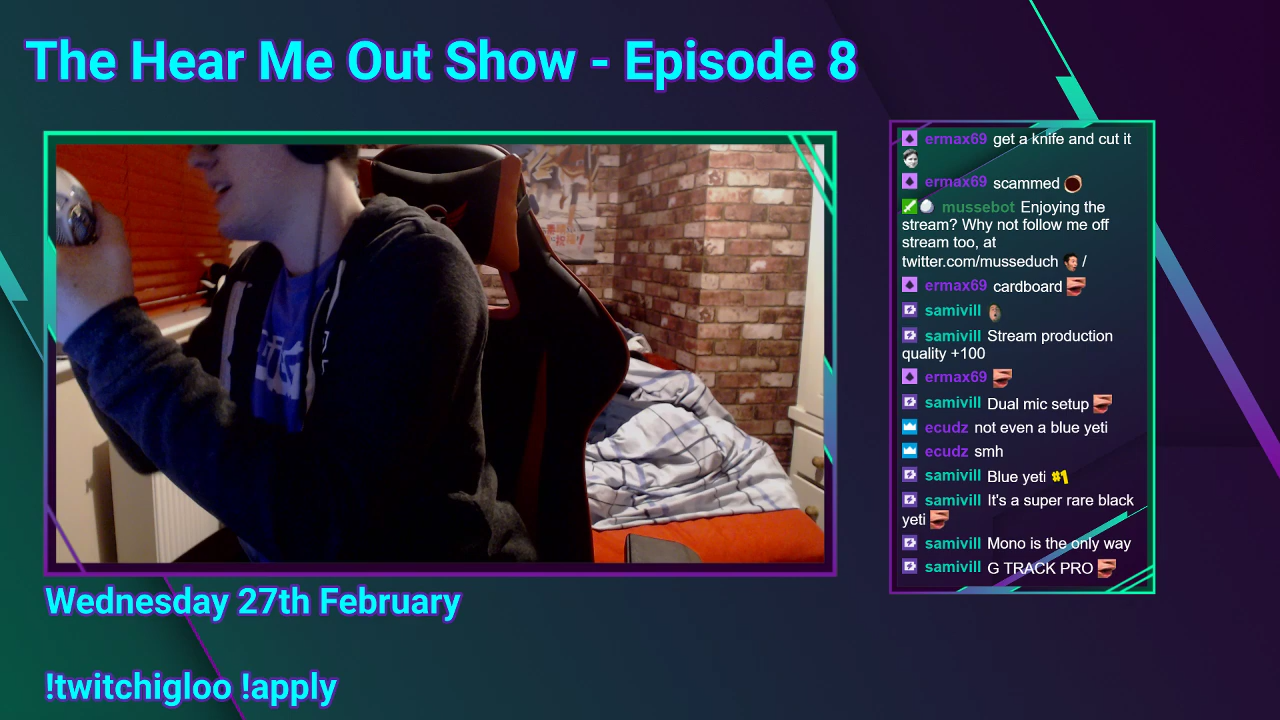 The Hear Me Out Show - Episode 8
ermax69 get a knife and cut it
ermax69 scammed
mussebot Enjoying the
stream? Why not follow me off
stream too, at
twitter.com/musseduch /
ermax69 cardboard
samivill
samivill Stream production
quality +100
ermax69
samivill Dual mic setup
ecudz not even a blue yeti
ecudz smh
samivill Blue yeti #1
samivill It's a super rare black
yeti
samivill Mono is the only way
samivill G TRACK PRO
Wednesday 27th February
!twitchigloo !apply